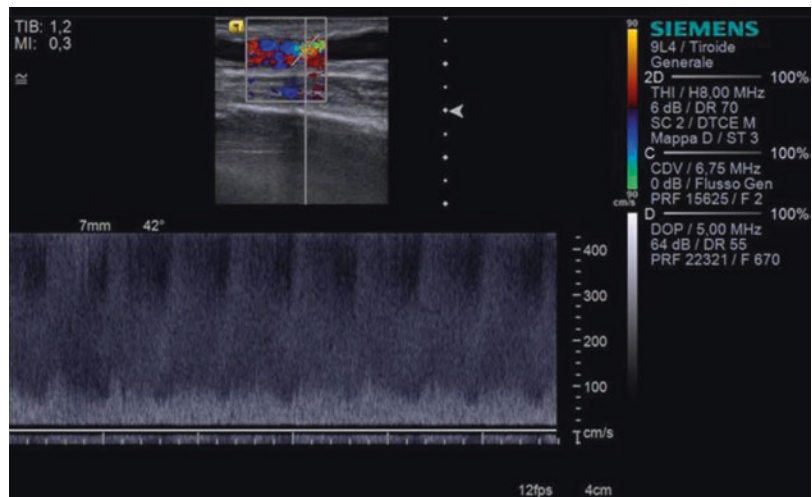 TIB: 1,2
MI: 0,3
≅
90
90
cm/s
SIEMENS
9L4 / Tiroide
Generale
2D 100%
THI / H8,00 MHz
6 dB / DR 70
SC 2 / DTCE M
Mappa D / ST 3
C 100%
CDV / 6,75 MHz
0 dB / Flusso Gen
PRF 15625 / F 2
D 100%
DOP / 5,00 MHz
64 dB / DR 55
PRF 22321 / F 670
7mm 42°
400
300
200
100
cm/s
12fps 4cm